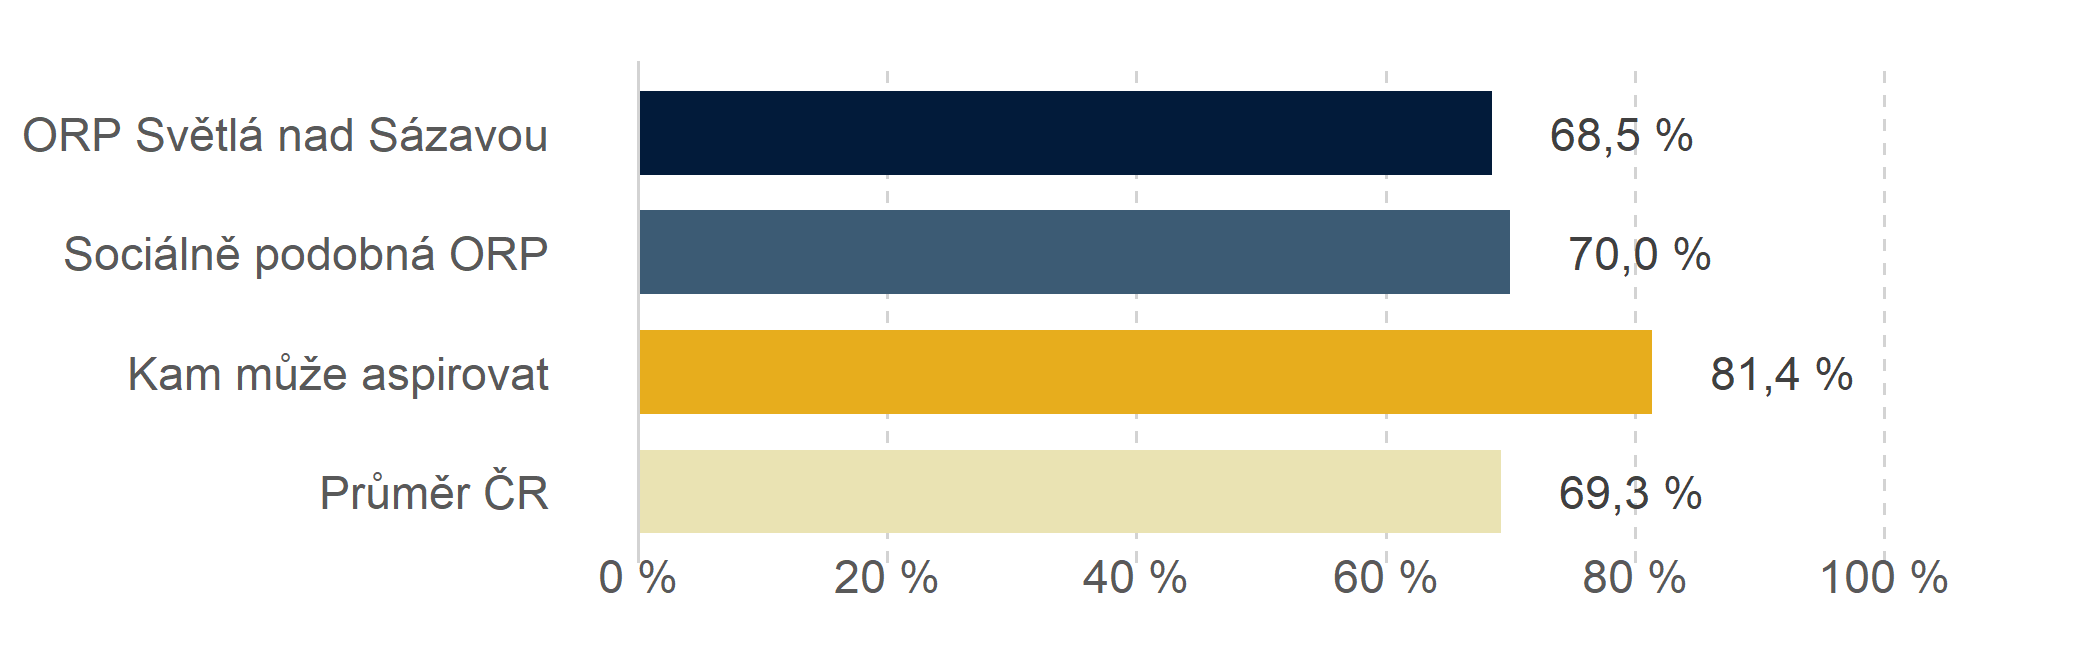 ORP Světlá nad Sázavou 68,5 %
Sociálně podobná ORP 70,0 %
Kam může aspirovat 81,4 %
Průměr ČR 69,3 %
0 % 20 % 40 % 60 % 80 % 100 %